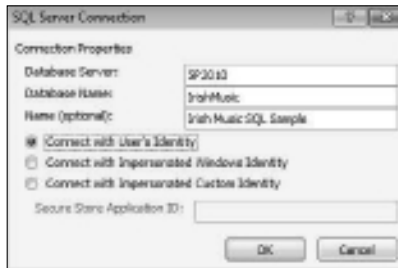 SQL Server Connection
Connection Properties
Database Server: SP2010
Database Name: IrishMusic
Name (optional): Irish Music SQL Sample
Connect with User's Identity
Connect with Impersonated Windows Identity
Connect with Impersonated Custom Identity
Secure Store Application ID:
OK Cancel